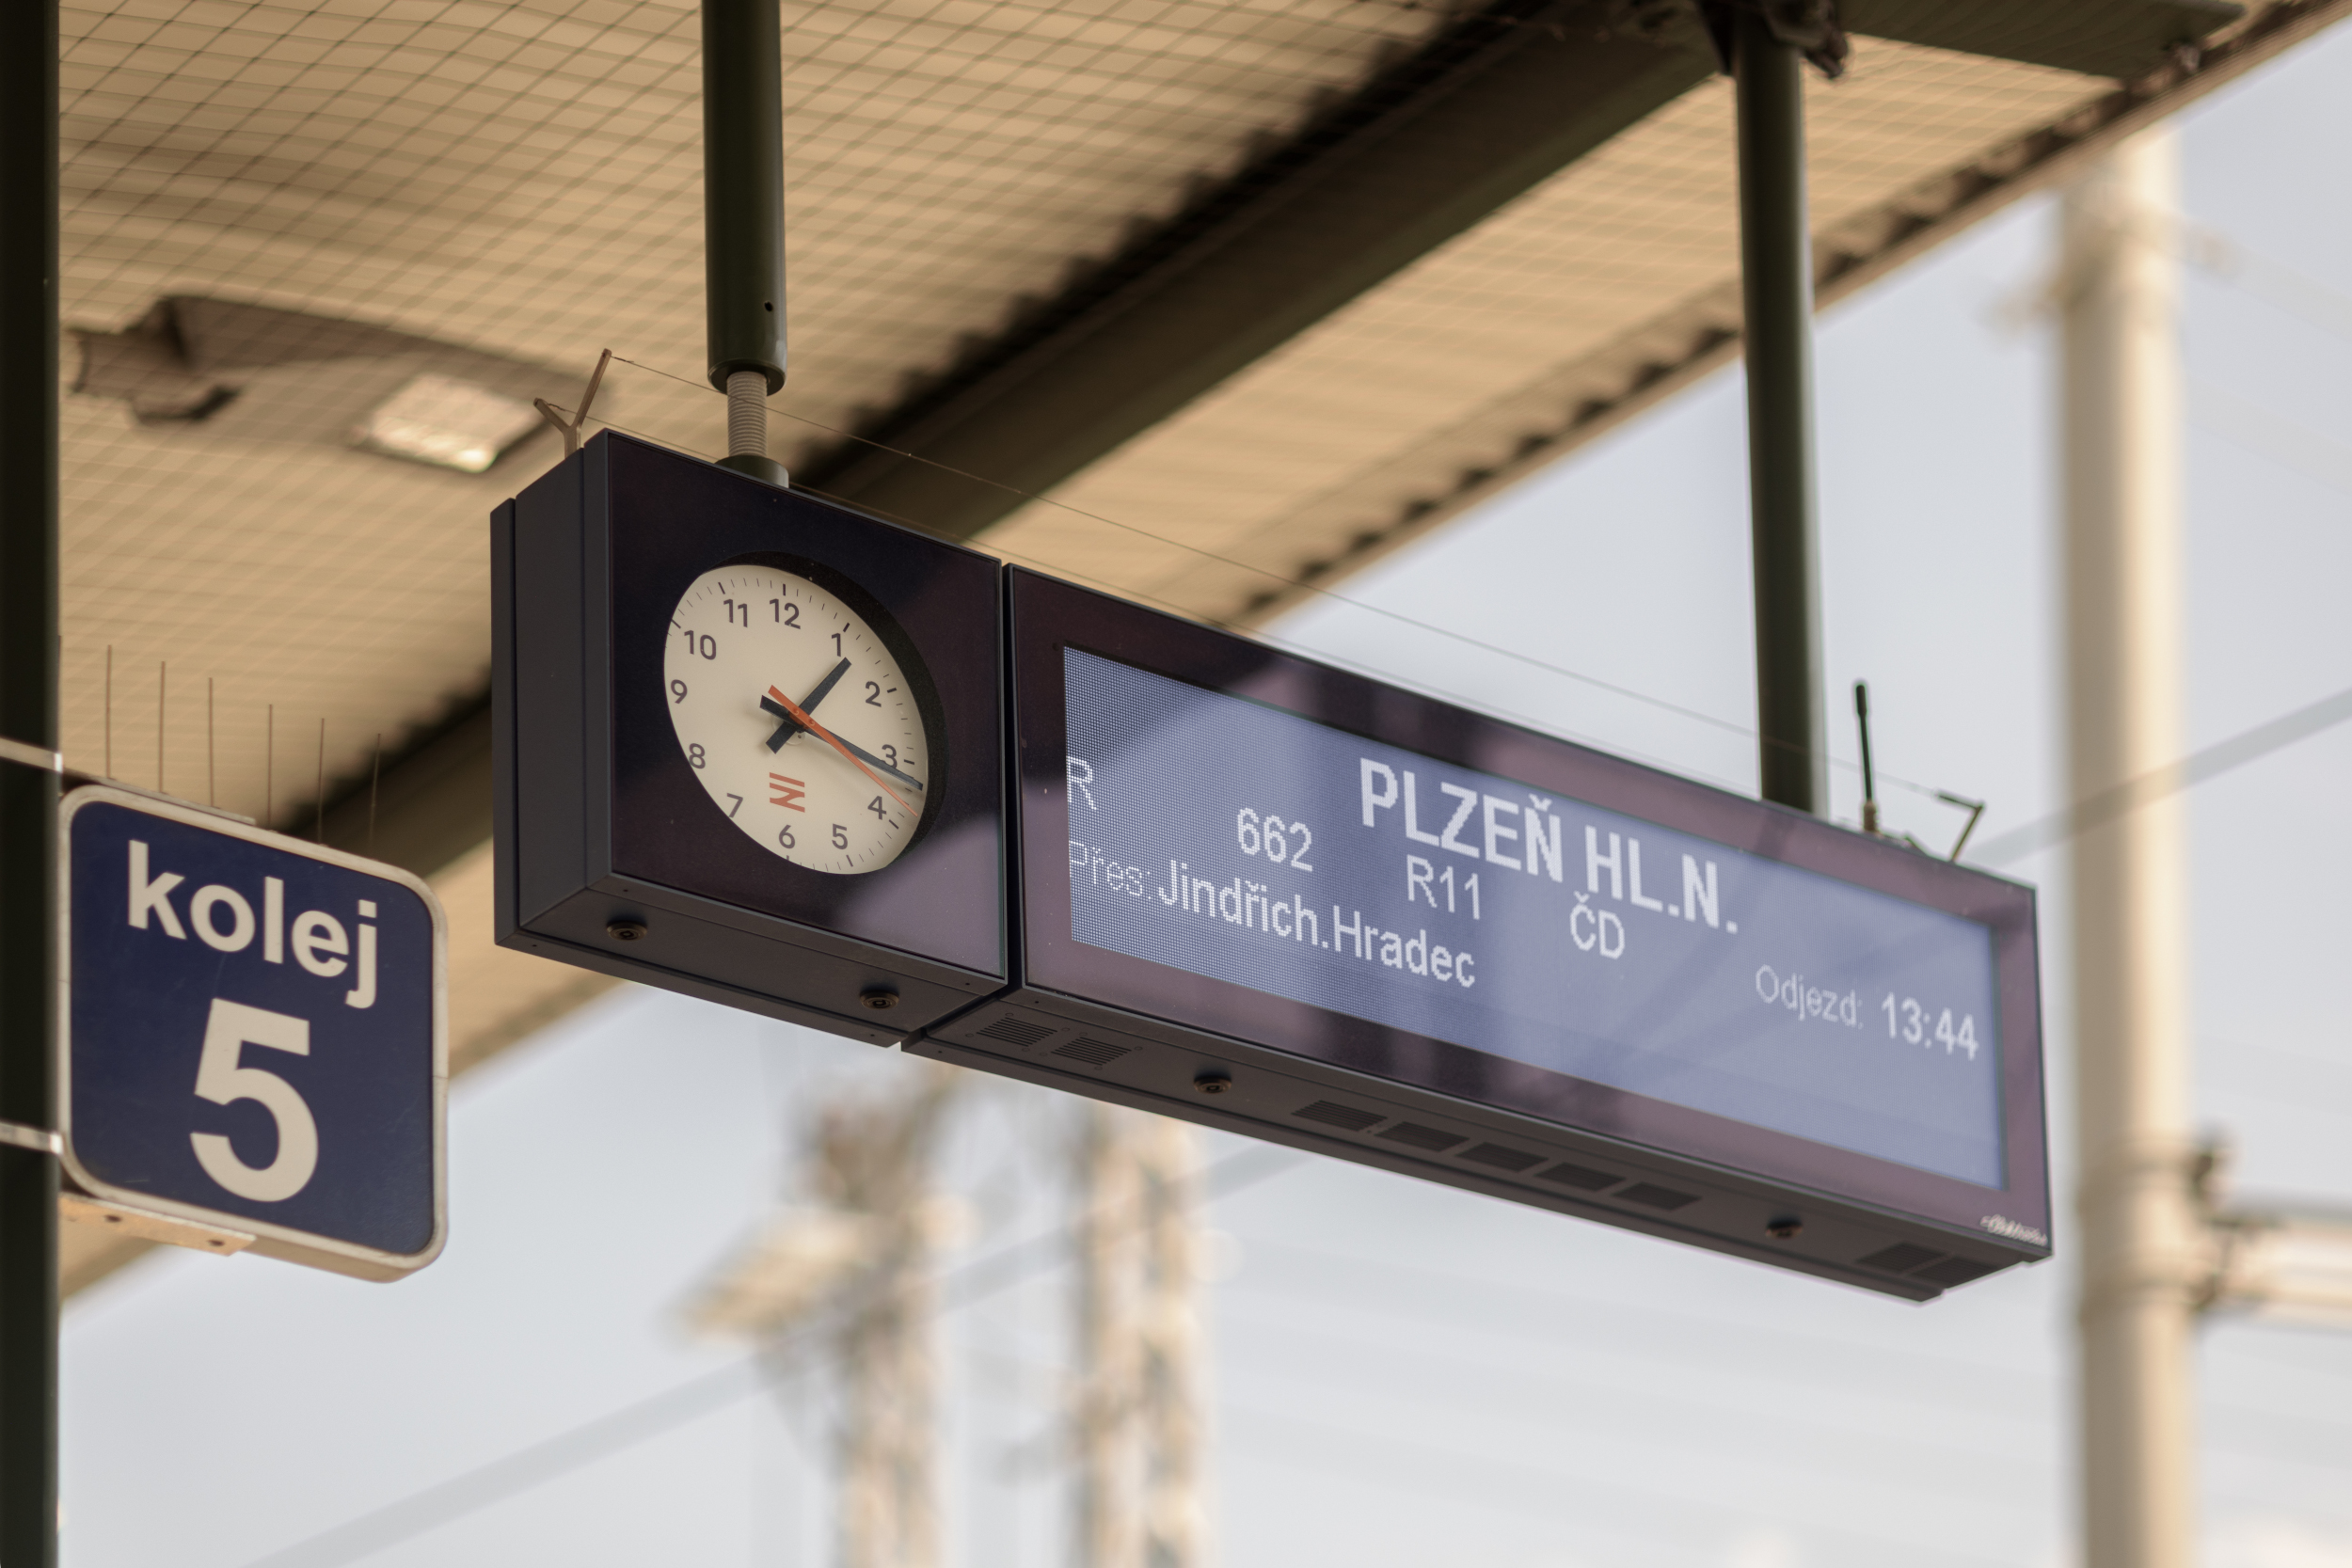 kolej
5
12
1
2
3
4
5
6
7
8
9
10
11
R
662
PLZEŇ HL.N.
R11
ČD
Přes: Jindřich.Hradec
Odjezd: 13:44